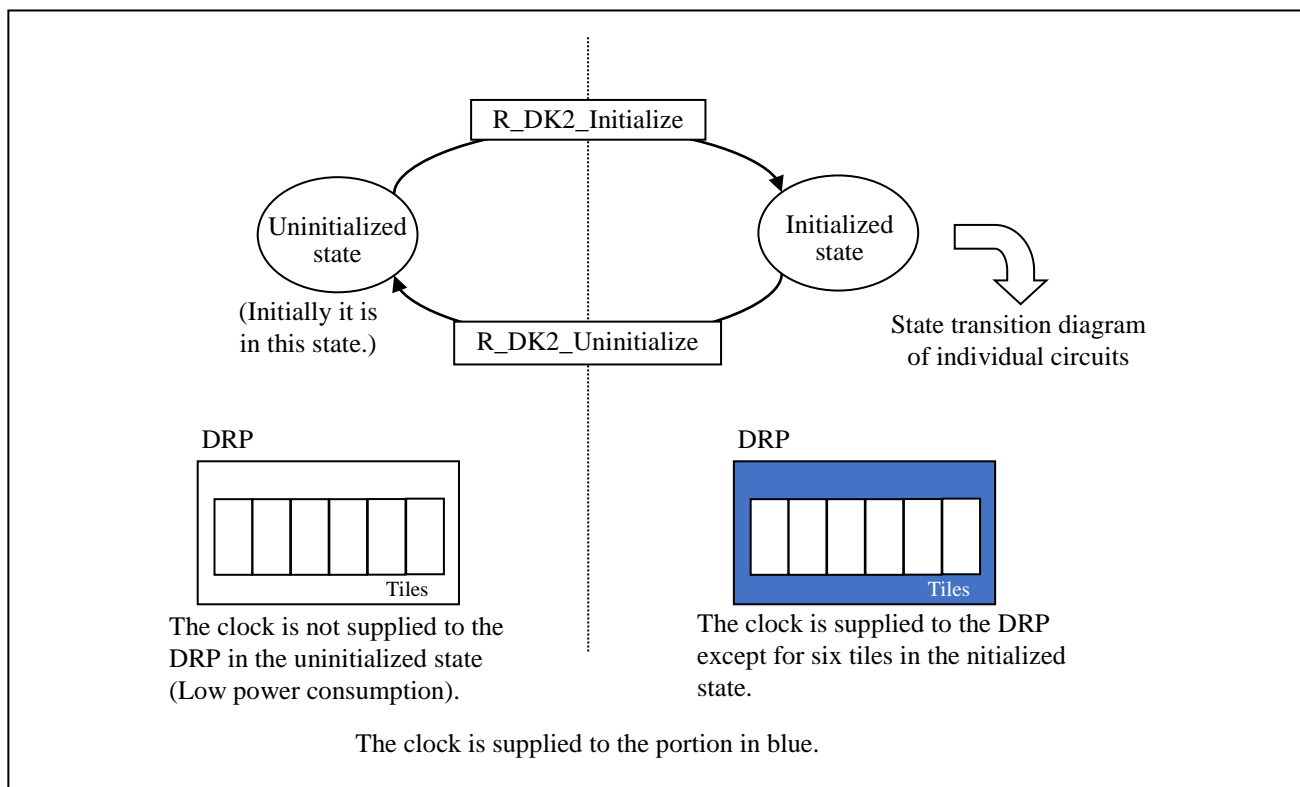 R_DK2_Initialize
Uninitialized
state
Initialized
state
(Initially it is
in this state.)
R_DK2_Uninitialize
State transition diagram
of individual circuits
DRP
Tiles
The clock is not supplied to the
DRP in the uninitialized state
(Low power consumption).
DRP
Tiles
The clock is supplied to the DRP
except for six tiles in the nitialized
state.
The clock is supplied to the portion in blue.